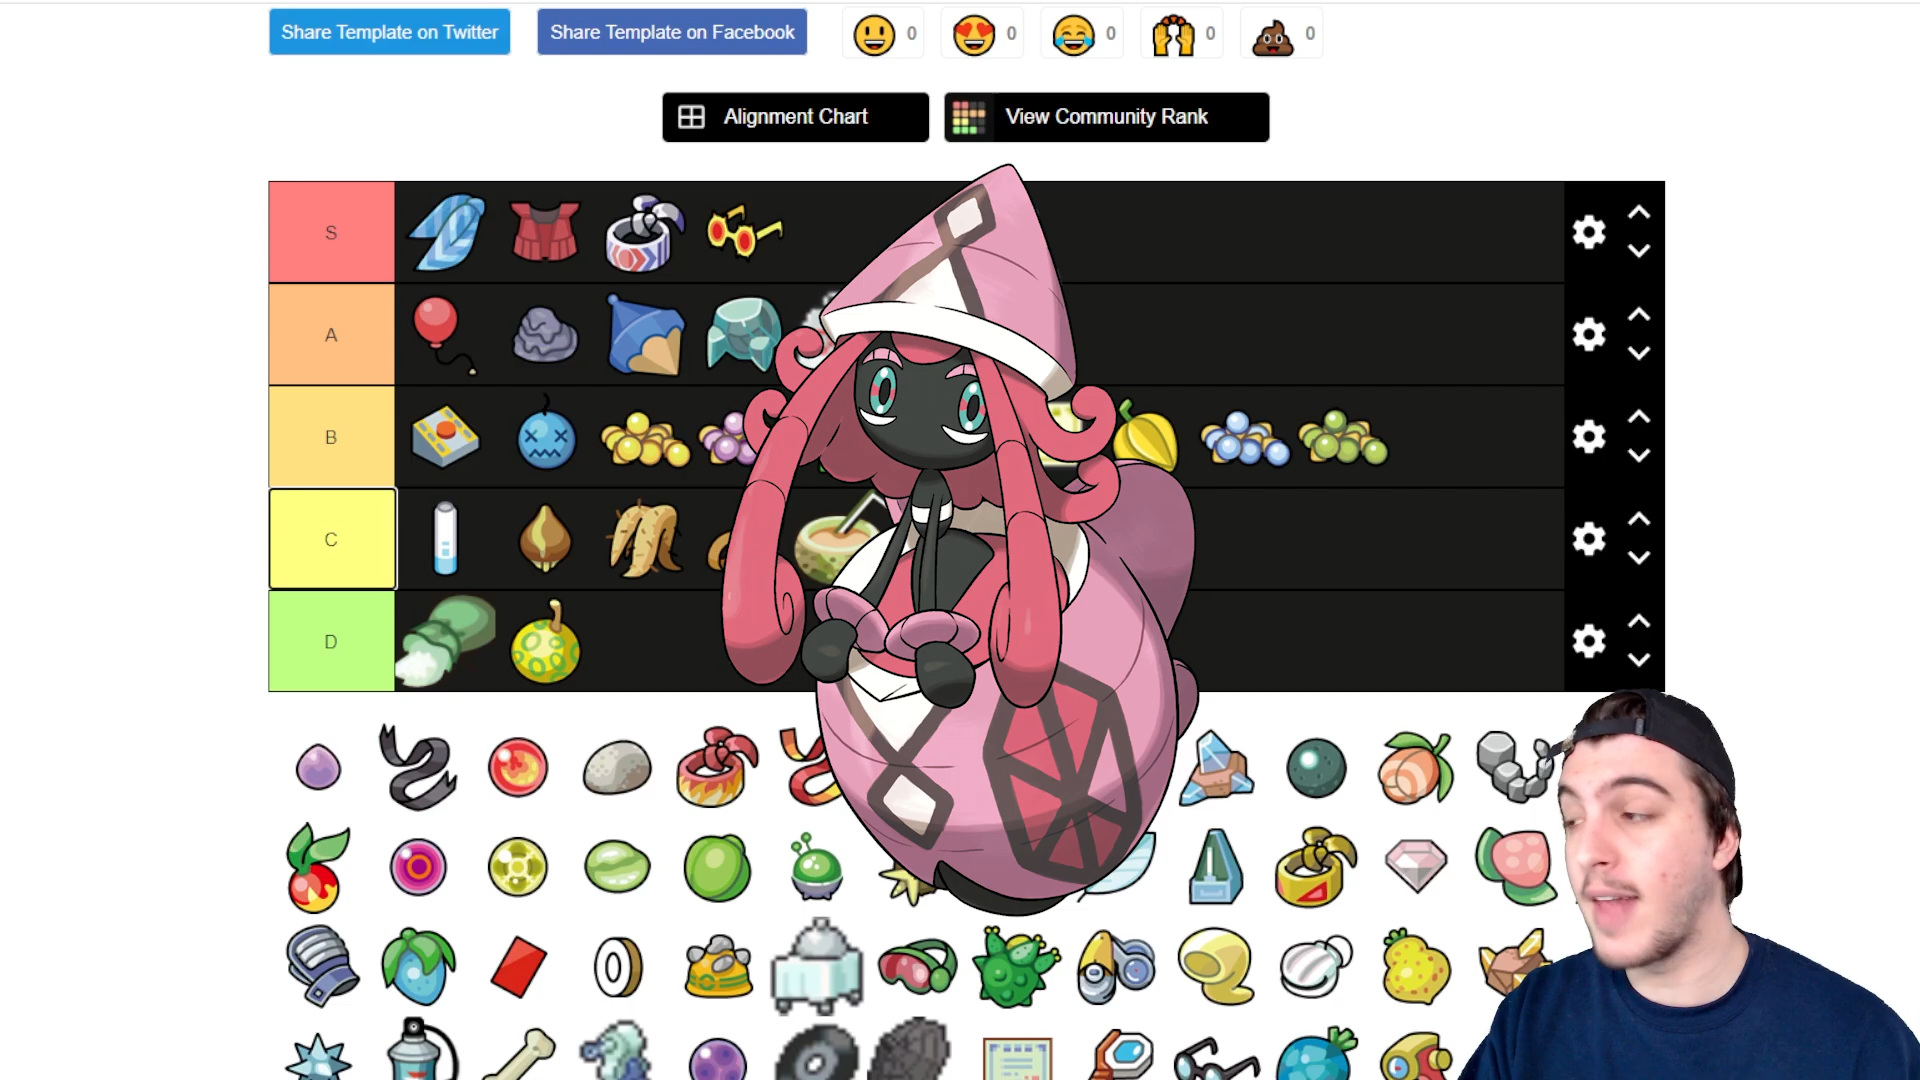 Share Template on Twitter
Share Template on Facebook
0
0
0
0
0
Alignment Chart
View Community Rank
S
A
B
C
D